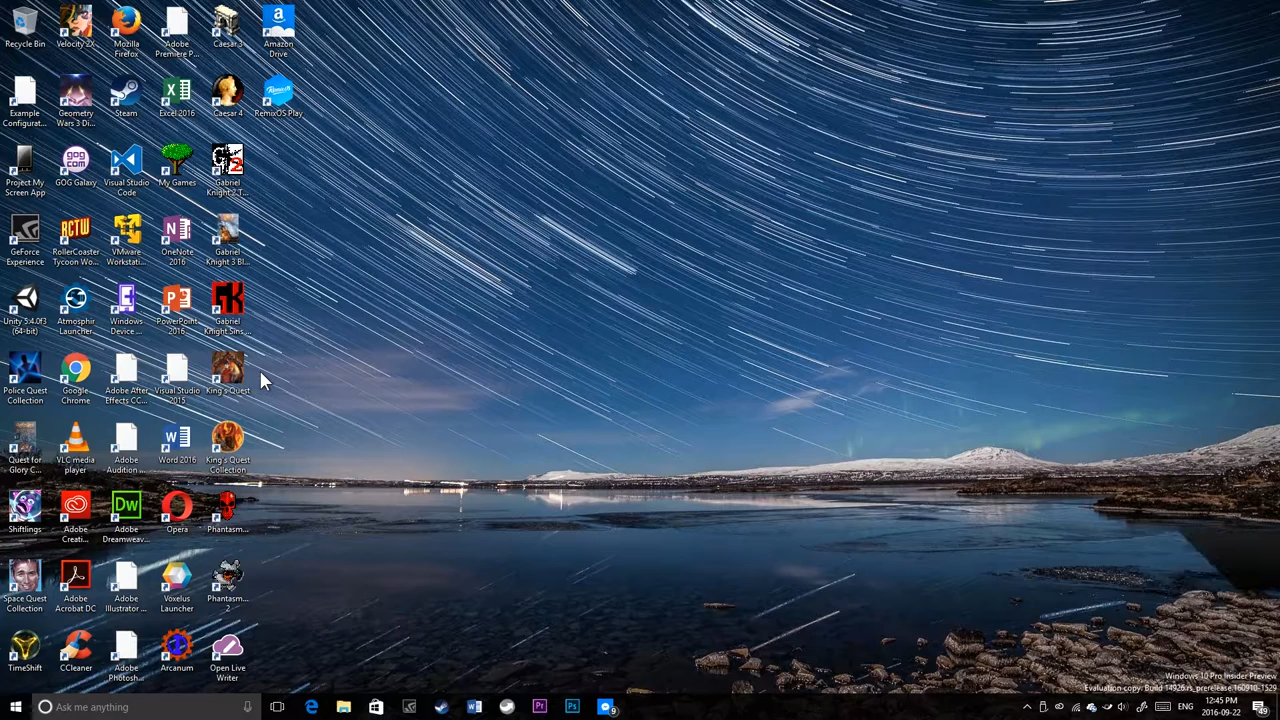 Recycle Bin
Velocity 2X
Mozilla
Firefox
Adobe
Premiere P...
Caesar 3
Amazon
Drive
Example
Configurat...
Geometry
Wars 3 Di...
Steam
Excel 2016
Caesar 4
RemixOS Play
Project My
Screen App
GOG Galaxy
Visual Studio
Code
My Games
Gabriel
Knight 2 T...
GeForce
Experience
RollerCoaster
Tycoon Wo...
VMware
Workstati...
OneNote
2016
Gabriel
Knight 3 Bl...
Unity 5.4.0f3
(64-bit)
Atmosphir
Launcher
Windows
Device ...
PowerPoint
2016
Gabriel
Knight Sins ...
Police Quest
Collection
Google
Chrome
Adobe After
Effects CC...
Visual Studio
2015
King's Quest
Quest for
Glory C...
VLC media
player
Adobe
Audition ...
Word 2016
King's Quest
Collection
Shiftlings
Adobe
Creati...
Adobe
Dreamweav...
Opera
Phantasm...
Space Quest
Collection
Adobe
Acrobat DC
Adobe
Illustrator ...
Voxelus
Launcher
Phantasm...
2
TimeShift
CCleaner
Adobe
Photosh...
Arcanum
Open Live
Writer
Windows 10 Pro Insider Preview
Evaluation copy. Build 14926.rs_prerelease.160910-1529
Ask me anything
ENG
12:45 PM
2016-09-22